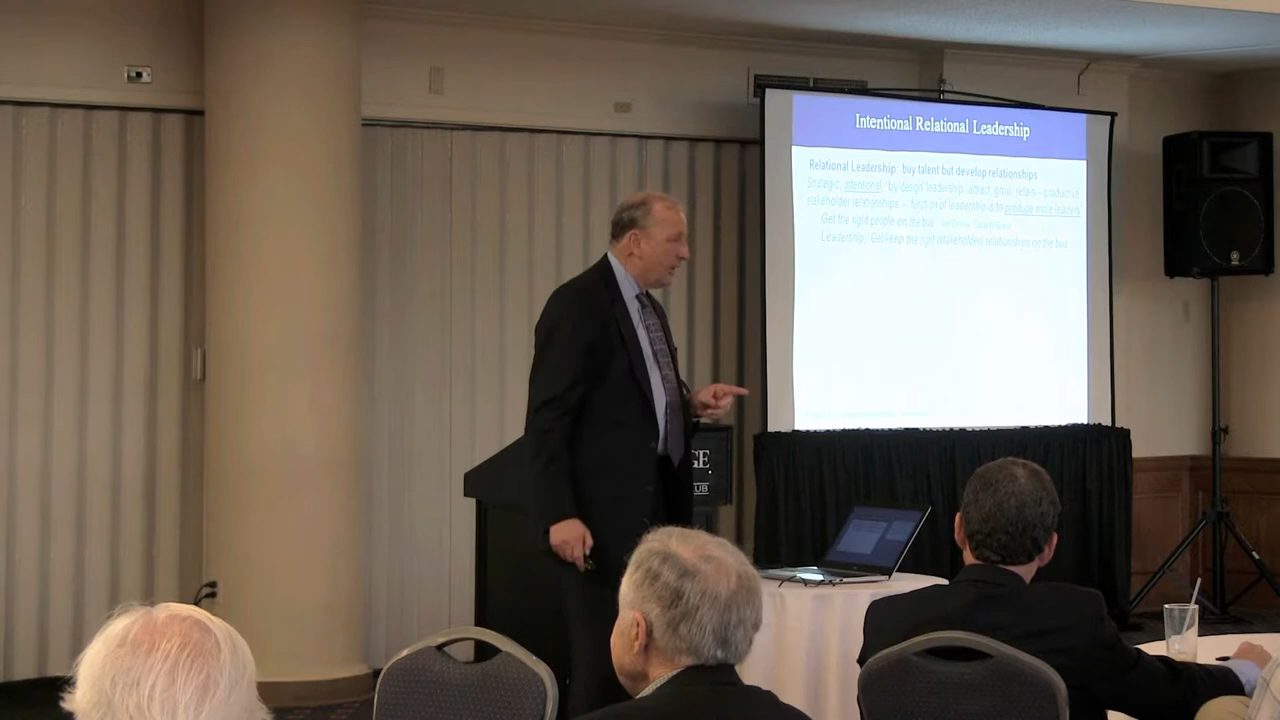 Intentional Relational Leadership
Relational Leadership: buy talent but develop relationships
Strategic, intentional, "by-design" leadership: attract, grow, retain – productive
stakeholder relationships – function of leadership is to produce more leaders"
Get the right people on the bus
Leadership: Get/keep the right (stakeholder) relationships on the bus
GE
UB